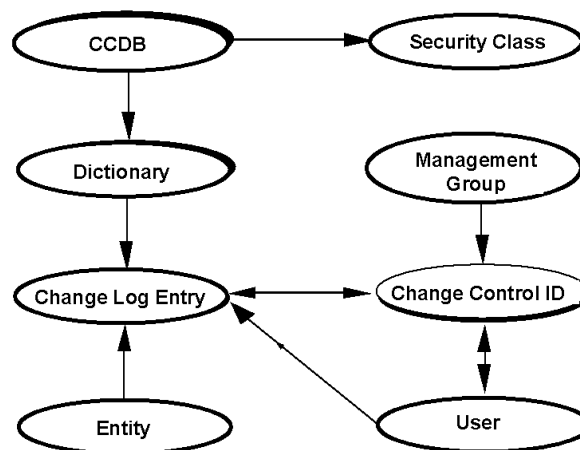 CCDB
Security Class
Dictionary
Management
Group
Change Log Entry
Change Control ID
Entity
User